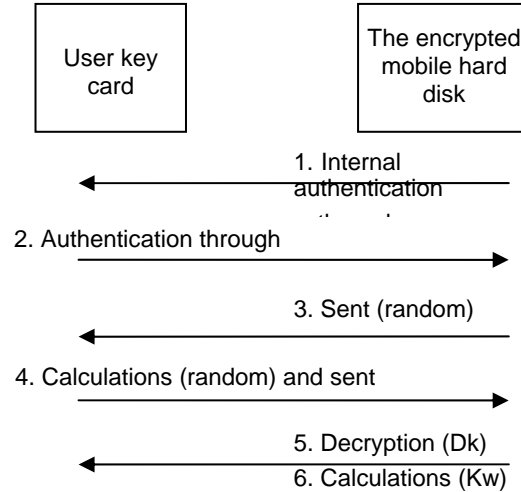 User key
card
The encrypted
mobile hard
disk
1. Internal
authentication
2. Authentication through
3. Sent (random)
4. Calculations (random) and sent
5. Decryption (Dk)
6. Calculations (Kw)